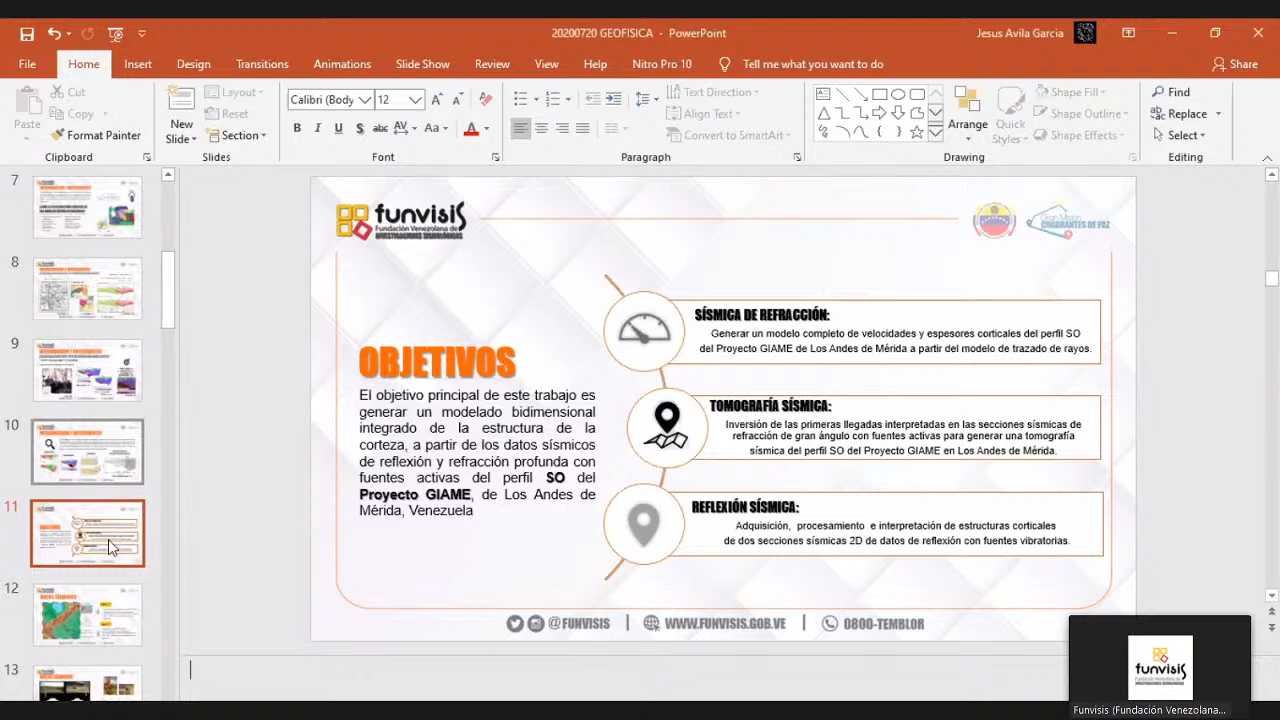 20200720 GEOFISICA - PowerPoint
Jesus Avila Garcia
File Home Insert Design Transitions Animations Slide Show Review View Help Nitro Pro 10 Tell me what you want to do Share
Paste
Cut
Copy
Format Painter
Clipboard
New Slide
Layout
Reset
Section
Slides
Calibri (Body 12
Font
Text Direction
Align Text
Convert to SmartArt
Paragraph
Arrange
Quick Styles
Shape Fill
Shape Outline
Shape Effects
Drawing
Find
Replace
Select
Editing
7
8
9
10
11
12
13
funvisis
Fundación Venezolana de
INVESTIGACIONES SISMOLÓGICAS
Gran Misión
CUADRANTES DE PAZ
OBJETIVOS
El objetivo principal de este trabajo es
generar un modelado bidimensional
integrado de la estructura de la
corteza, a partir de los datos sísmicos
de reflexión y refracción profunda con
fuentes activas del perfil SO del
Proyecto GIAME, de Los Andes de
Mérida, Venezuela
SÍSMICA DE REFRACCIÓN:
Generar un modelo completo de velocidades y espesores corticales del perfil SO
del Proyecto GIAME de Los Andes de Mérida a partir del modelo de trazado de rayos.
TOMOGRAFÍA SÍSMICA:
Inversión de las primeras llegadas interpretadas en las secciones sísmicas de
refracción de gran ángulo con fuentes activas para generar una tomografía
sísmica del perfil SO del Proyecto GIAME en Los Andes de Mérida.
REFLEXIÓN SÍSMICA:
Adquisición, procesamiento e interpretación de estructuras corticales
de dos secciones sísmicas 2D de datos de reflexión con fuentes vibratorias.
@FUNVISIS | WWW.FUNVISIS.GOB.VE | 0800-TEMBLOR
funvisis
Funvisis (Fundación Venezolana...